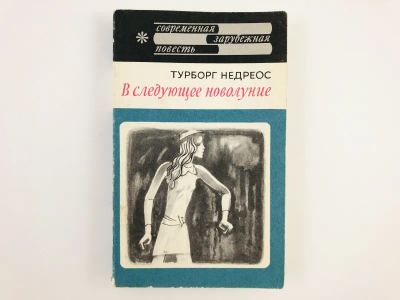 современная
зарубежная
повесть
ТУРБОРГ НЕДРЕОС
В следующее новолуние